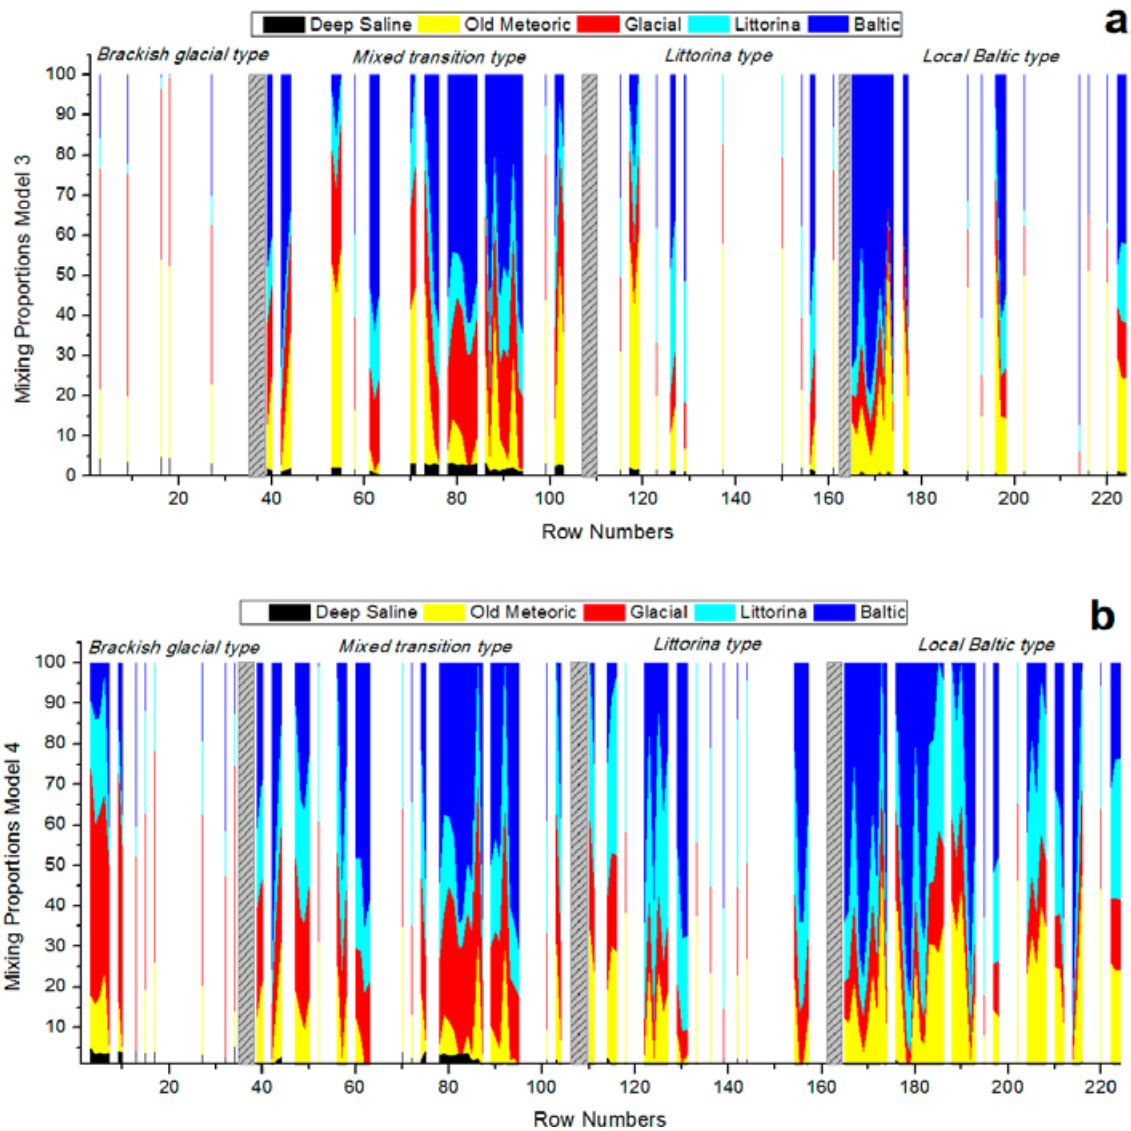 Deep Saline Old Meteoric Glacial Littorina Baltic
a
Brackish glacial type Mixed transition type Littorina type Local Baltic type
100
90
80
70
60
50
40
30
20
10
0
Mixing Proportions Model 3
20 40 60 80 100 120 140 160 180 200 220
Row Numbers
Deep Saline Old Meteoric Glacial Littorina Baltic
b
Brackish glacial type Mixed transition type Littorina type Local Baltic type
100
90
80
70
60
50
40
30
20
10
Mixing Proportions Model 4
20 40 60 80 100 120 140 160 180 200 220
Row Numbers